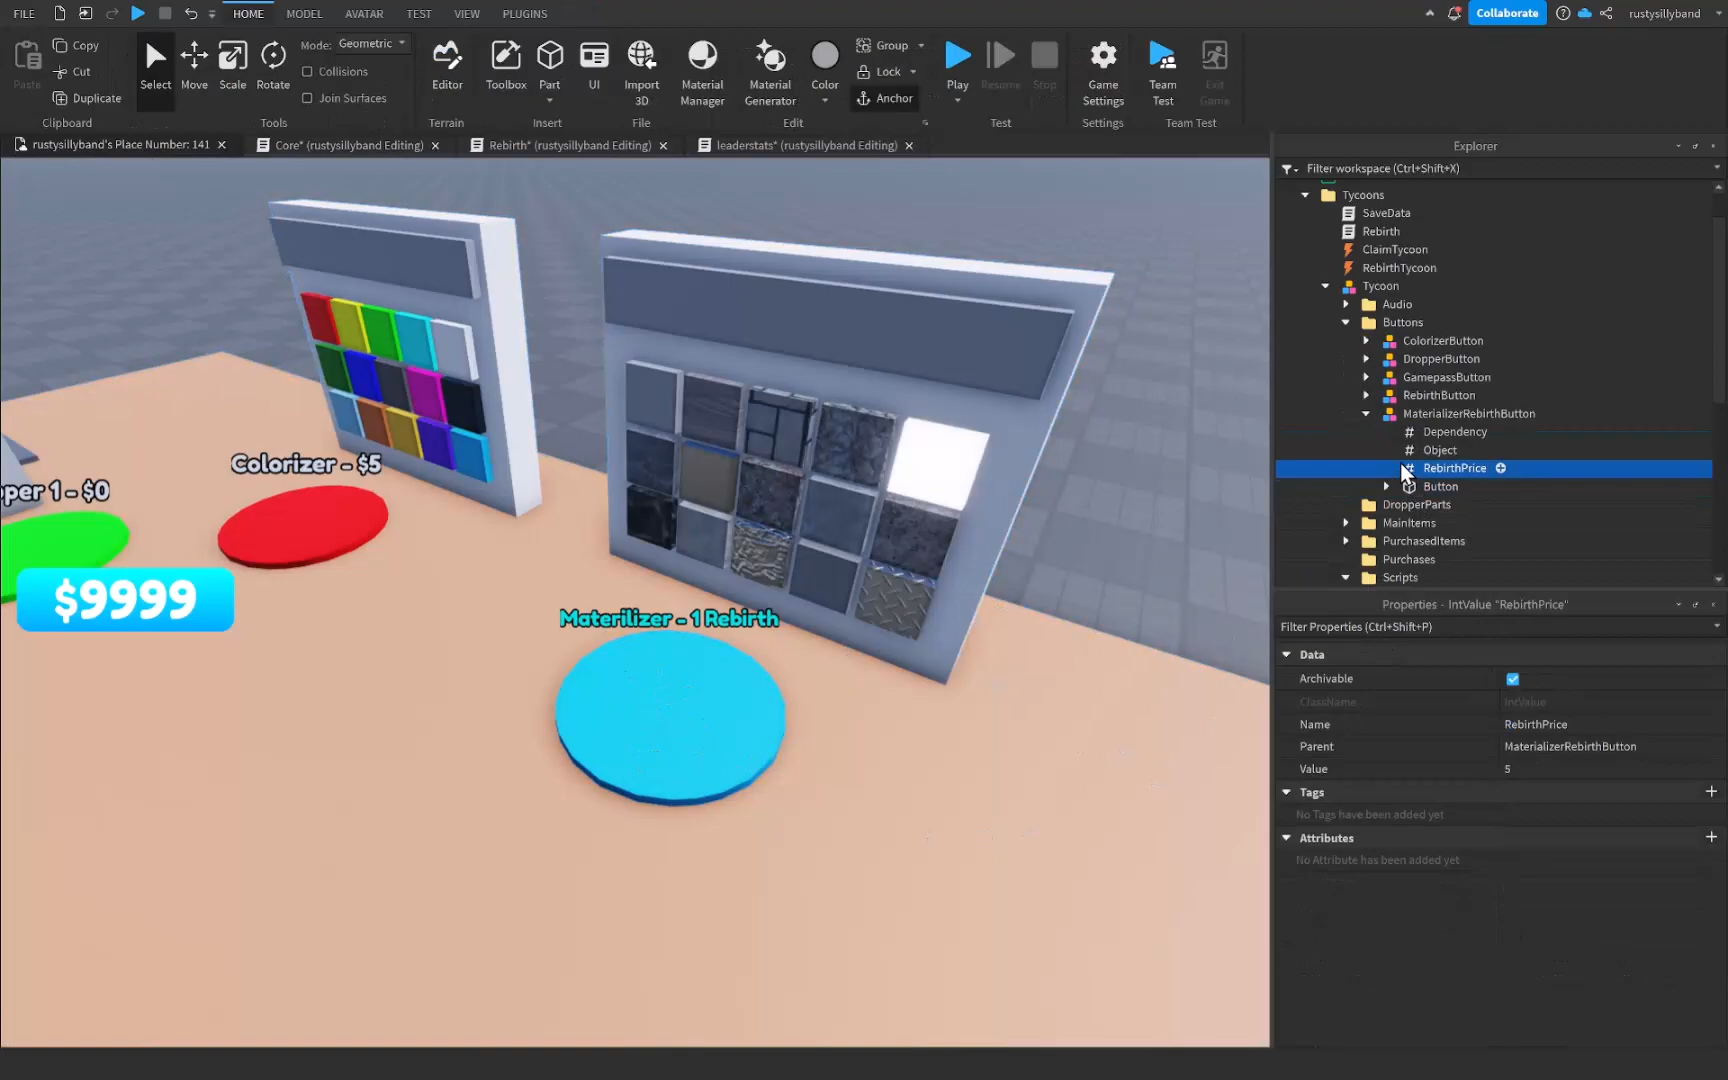 FILE HOME MODEL AVATAR TEST VIEW PLUGINS Collaborate rustysillyband
Paste Copy Cut Duplicate Clipboard
Select Move Scale Rotate Mode: Geometric Collisions Join Surfaces Tools
Editor Terrain
Toolbox Part UI Insert
Import 3D File
Material Manager Material Generator Color Group Lock Anchor Edit
Play Resume Stop Test
Game Settings Settings
Team Test Exit Game Team Test
rustysillyband's Place Number: 141 Core* (rustysillyband Editing) Rebirth* (rustysillyband Editing) leaderstats* (rustysillyband Editing)
per 1 - $0
Colorizer - $5
$9999
Materilizer - 1 Rebirth
Explorer
Filter workspace (Ctrl+Shift+X)
Tycoons
SaveData
Rebirth
ClaimTycoon
RebirthTycoon
Tycoon
Audio
Buttons
ColorizerButton
DropperButton
GamepassButton
RebirthButton
MaterializerRebirthButton
Dependency
Object
RebirthPrice
Button
DropperParts
MainItems
PurchasedItems
Purchases
Scripts
Properties - IntValue "RebirthPrice"
Filter Properties (Ctrl+Shift+P)
Data
Archivable
ClassName IntValue
Name RebirthPrice
Parent MaterializerRebirthButton
Value 5
Tags
No Tags have been added yet
Attributes
No Attribute has been added yet